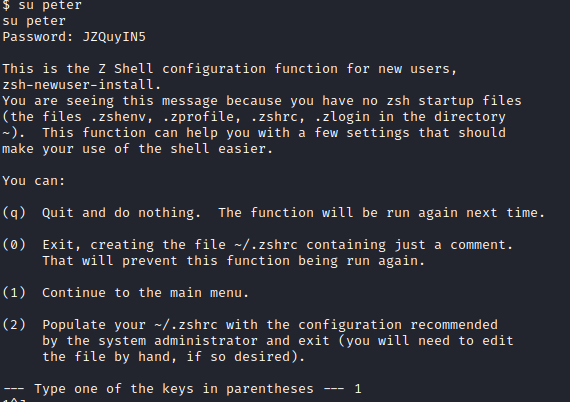 $ su peter
su peter
Password: JZQuyIN5
This is the Z Shell configuration function for new users,
zsh-newuser-install.
You are seeing this message because you have no zsh startup files
(the files .zshenv, .zprofile, .zshrc, .zlogin in the directory
~).  This function can help you with a few settings that should
make your use of the shell easier.
You can:
(q)  Quit and do nothing.  The function will be run again next time.
(0)  Exit, creating the file ~/.zshrc containing just a comment.
     That will prevent this function being run again.
(1)  Continue to the main menu.
(2)  Populate your ~/.zshrc with the configuration recommended
     by the system administrator and exit (you will need to edit
     the file by hand, if so desired).
--- Type one of the keys in parentheses --- 1